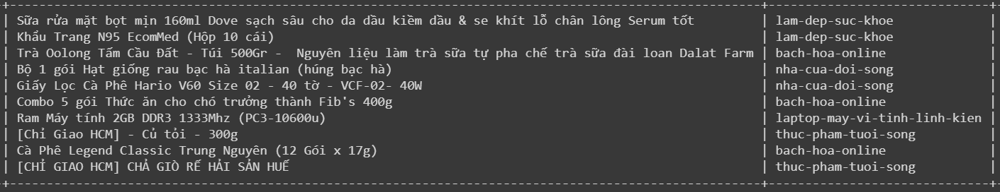 | Sữa rửa mặt bọt mịn 160ml Dove sạch sâu cho da dầu kiềm dầu & se khít lỗ chân lông Serum tốt | lam-dep-suc-khoe |
| Khẩu Trang N95 EcomMed (Hộp 10 cái) | lam-dep-suc-khoe |
| Trà Oolong Tấm Cầu Đất - Túi 500Gr -  Nguyên liệu làm trà sữa tự pha chế trà sữa đài loan Dalat Farm | bach-hoa-online |
| Bộ 1 gói Hạt giống rau bạc hà italian (húng bạc hà) | nha-cua-doi-song |
| Giấy Lọc Cà Phê Hario V60 Size 02 - 40 tờ - VCF-02- 40W | nha-cua-doi-song |
| Combo 5 gói Thức ăn cho chó trưởng thành Fib's 400g | bach-hoa-online |
| Ram Máy tính 2GB DDR3 1333Mhz (PC3-10600u) | laptop-may-vi-tinh-linh-kien |
| [Chỉ Giao HCM] - Củ tỏi - 300g | thuc-pham-tuoi-song |
| Cà Phê Legend Classic Trung Nguyên (12 Gói x 17g) | bach-hoa-online |
| [CHỈ GIAO HCM] CHẢ GIÒ RẾ HẢI SẢN HUẾ | thuc-pham-tuoi-song |